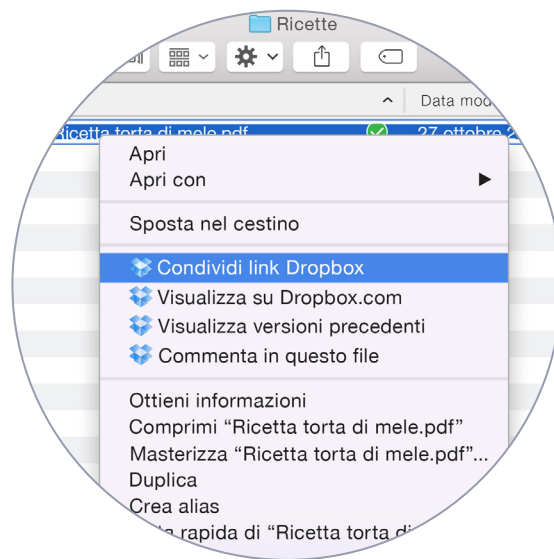 Ricette
Data mod
Ricetta torta di mele.pdf 27 ottobre 2
Apri
Apri con
Sposta nel cestino
Condividi link Dropbox
Visualizza su Dropbox.com
Visualizza versioni precedenti
Commenta in questo file
Ottieni informazioni
Comprimi “Ricetta torta di mele.pdf”
Masterizza “Ricetta torta di mele.pdf”...
Duplica
Crea alias
rapida di “Ricetta torta di